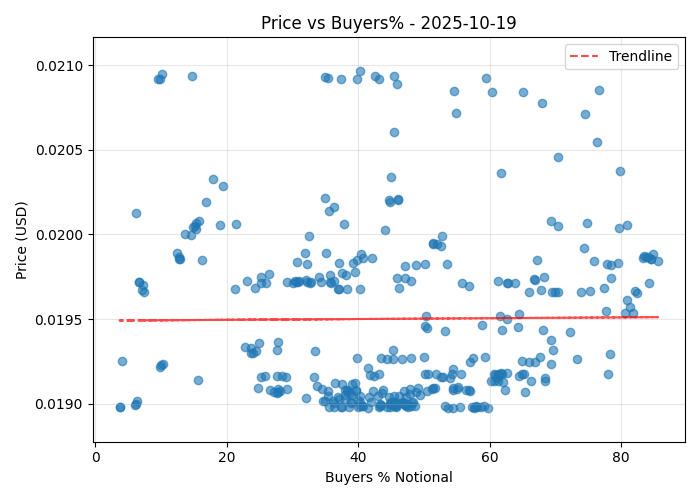 Price vs Buyers% - 2025-10-19
Trendline
Price (USD)
0.0210
0.0205
0.0200
0.0195
0.0190
0 20 40 60 80
Buyers % Notional